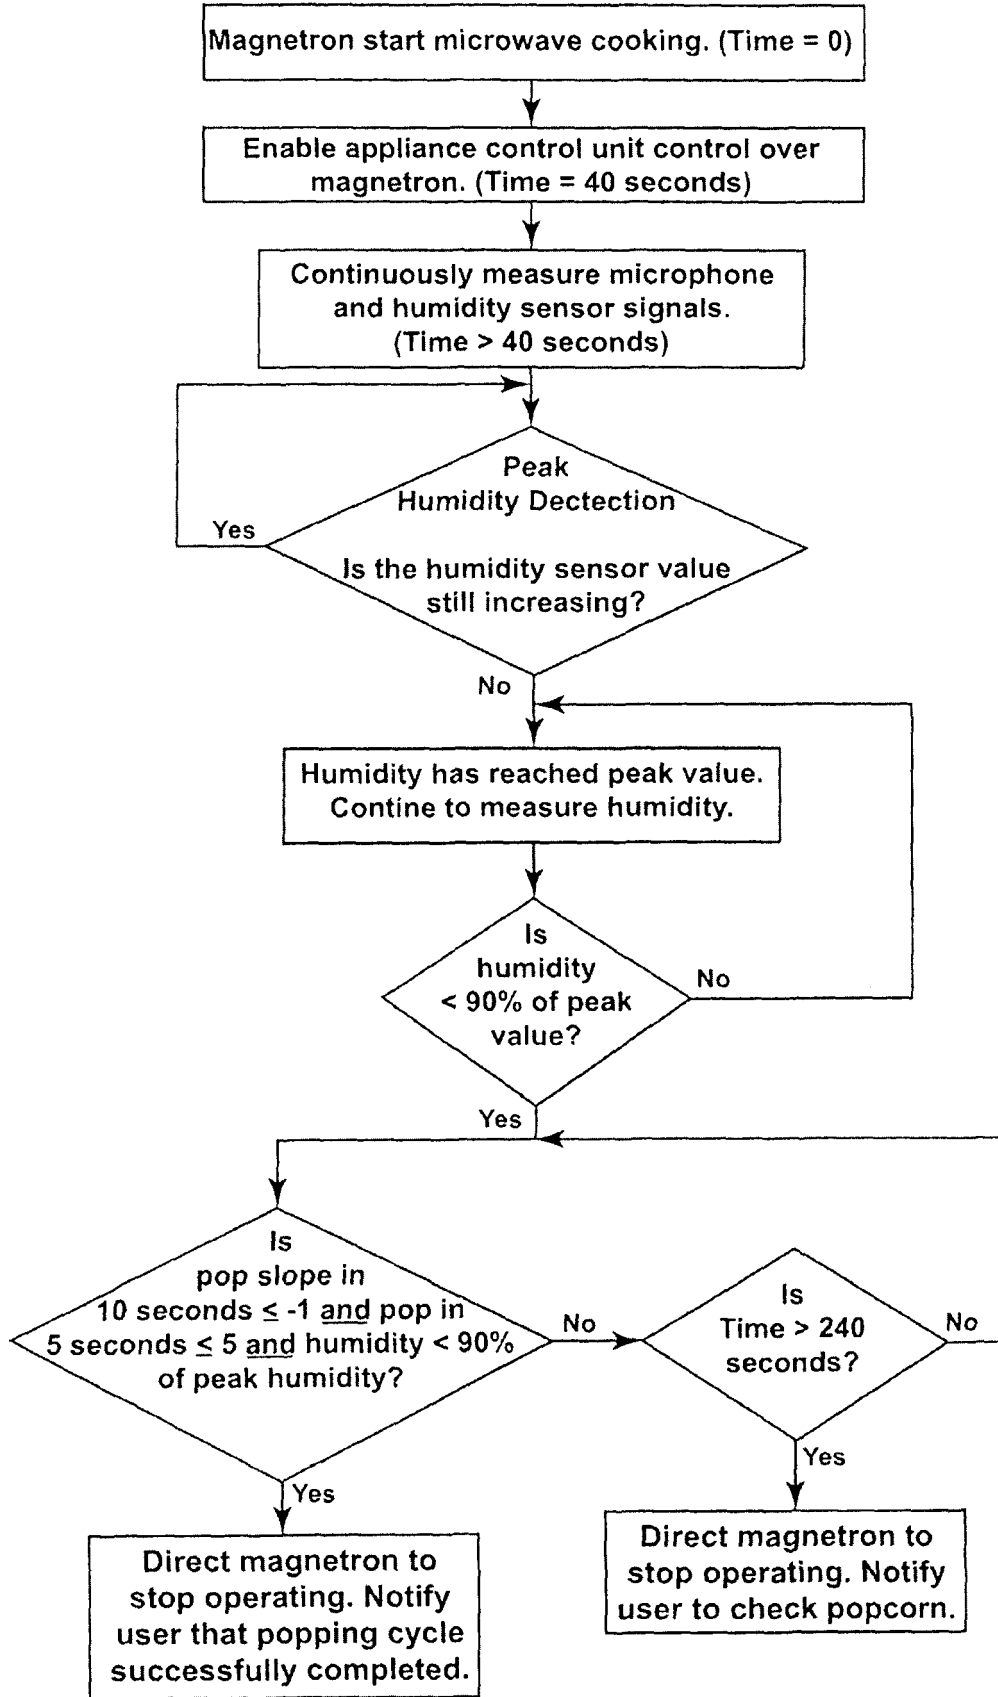 Magnetron start microwave cooking. (Time = 0)
Enable appliance control unit control over
magnetron. (Time = 40 seconds)
Continuously measure microphone
and humidity sensor signals.
(Time > 40 seconds)
Peak
Humidity Dectection
Yes
Is the humidity sensor value
still increasing?
No
Humidity has reached peak value.
Contine to measure humidity.
Is
humidity
< 90% of peak
value?
No
Yes
Is
pop slope in
10 seconds ≤ -1 and pop in
5 seconds ≤ 5 and humidity < 90%
of peak humidity?
No
Is
Time > 240
seconds?
No
Yes
Yes
Direct magnetron to
stop operating. Notify
user that popping cycle
successfully completed.
Direct magnetron to
stop operating. Notify
user to check popcorn.